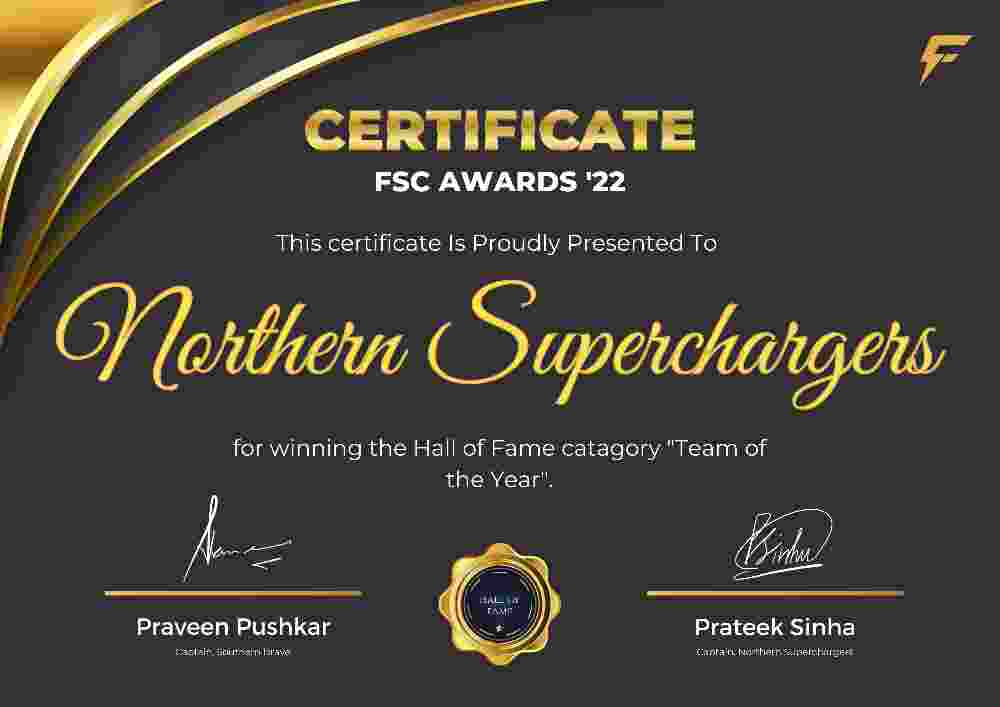 CERTIFICATE
FSC AWARDS '22
This certificate Is Proudly Presented To
Northern Superchargers
for winning the Hall of Fame catagory "Team of
the Year".
HALL OF
FAME
Praveen Pushkar
Prateek Sinha
Captain, Southern Brave
Captain, Northern Superchargers